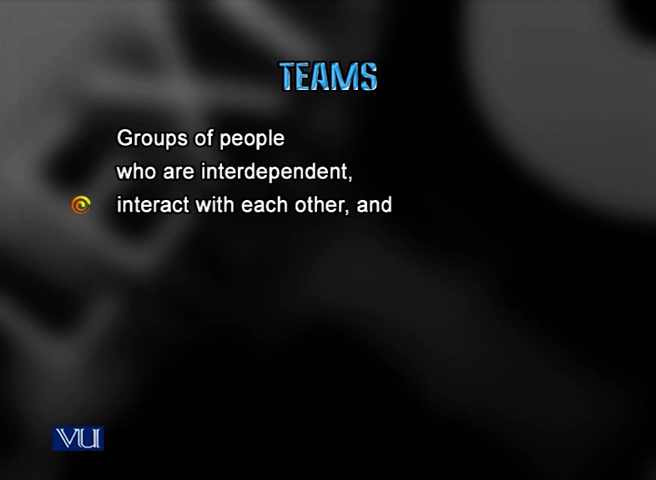 TEAMS
Groups of people
who are interdependent,
interact with each other, and
VU